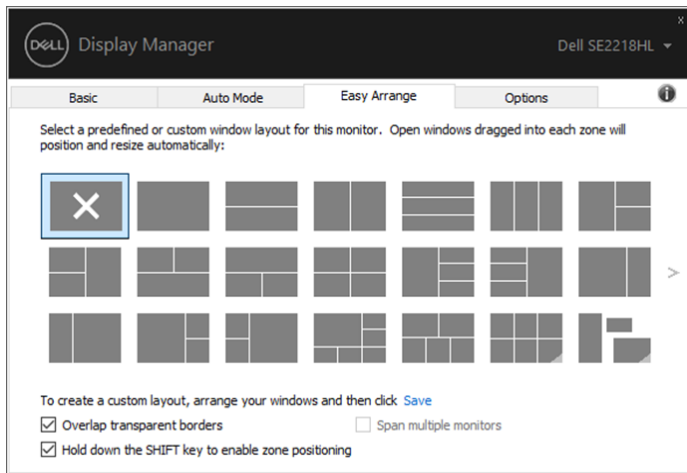 x
DELL Display Manager Dell SE2218HL
Basic Auto Mode Easy Arrange Options
Select a predefined or custom window layout for this monitor. Open windows dragged into each zone will
position and resize automatically:
To create a custom layout, arrange your windows and then click Save
Overlap transparent borders Span multiple monitors
Hold down the SHIFT key to enable zone positioning